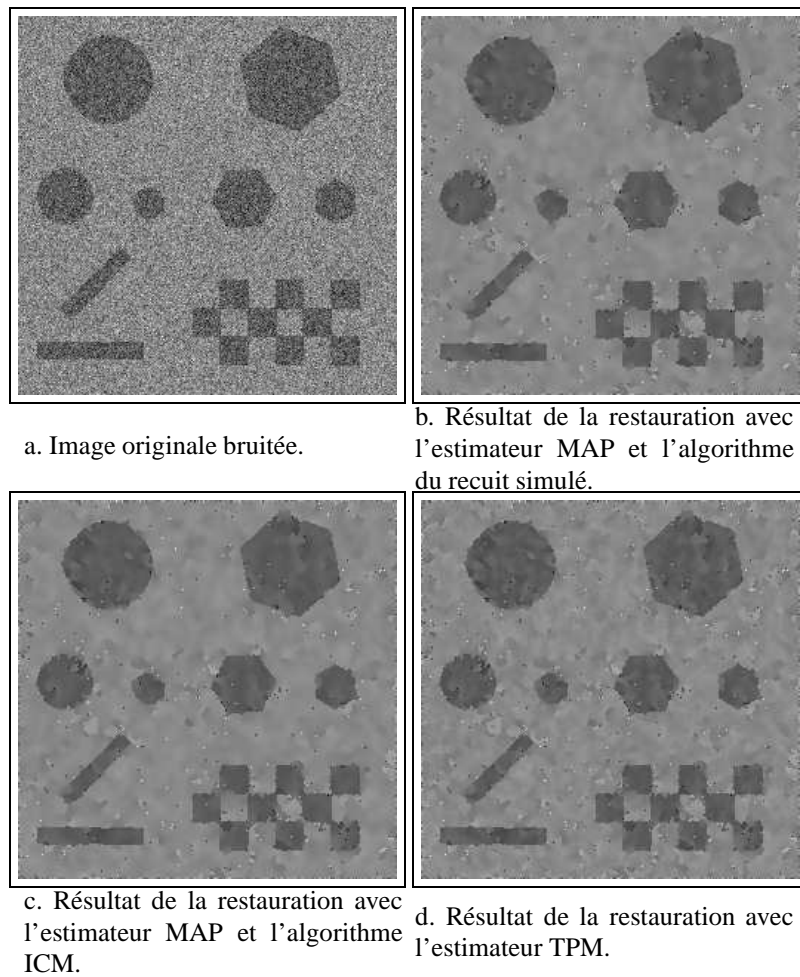 a. Image originale bruitée.
b. Résultat de la restauration avec
l'estimateur MAP et l'algorithme
du recuit simulé.
c. Résultat de la restauration avec
l'estimateur MAP et l'algorithme
ICM.
d. Résultat de la restauration avec
l'estimateur TPM.